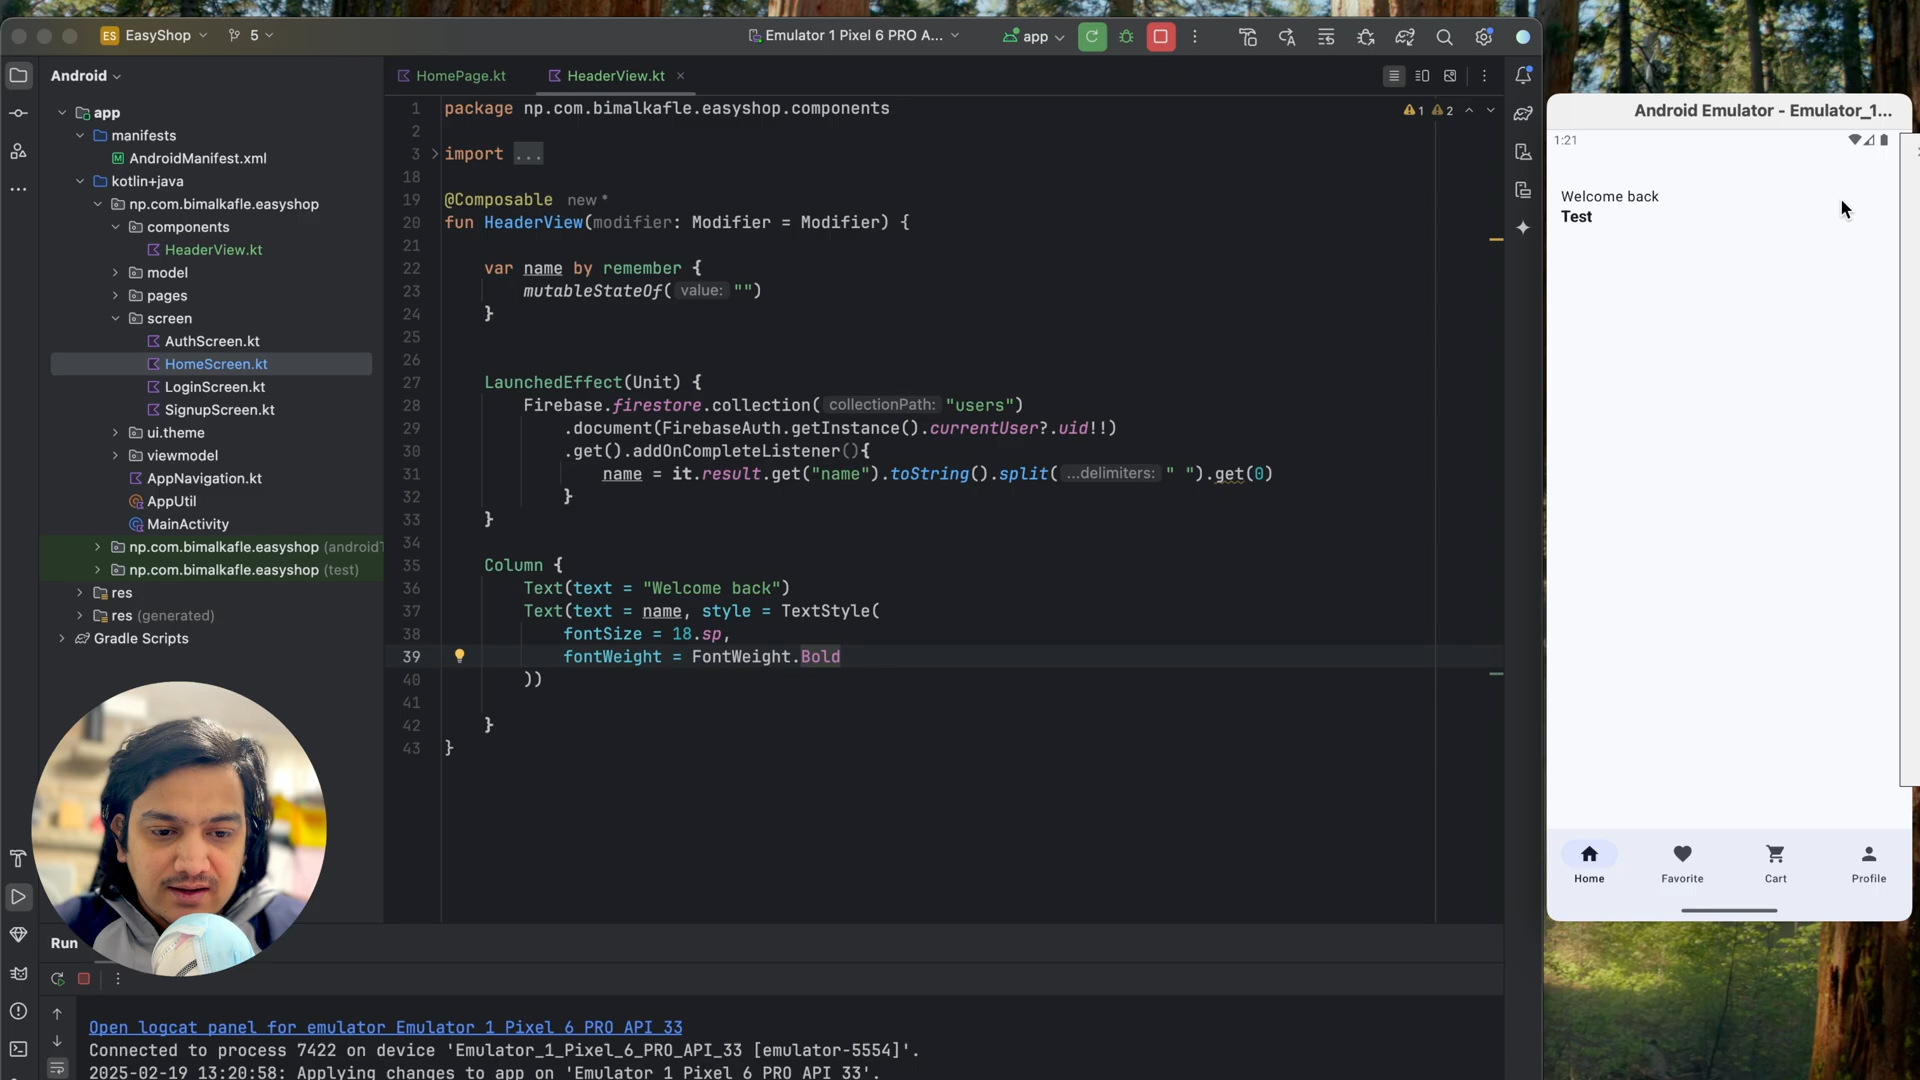 ES EasyShop
5
Emulator 1 Pixel 6 PRO A...
app
Android
HomePage.kt
HeaderView.kt
app
manifests
AndroidManifest.xml
kotlin+java
np.com.bimalkafle.easyshop
components
HeaderView.kt
model
pages
screen
AuthScreen.kt
HomeScreen.kt
LoginScreen.kt
SignupScreen.kt
ui.theme
viewmodel
AppNavigation.kt
AppUtil
MainActivity
np.com.bimalkafle.easyshop (androidT
np.com.bimalkafle.easyshop (test)
res
res (generated)
Gradle Scripts
1 package np.com.bimalkafle.easyshop.components
1 2
2
3 import ...
18
19 @Composable new *
20 fun HeaderView(modifier: Modifier = Modifier) {
21
22 var name by remember {
23 mutableStateOf( value: "")
24 }
25
26
27 LaunchedEffect(Unit) {
28 Firebase.firestore.collection( collectionPath: "users")
29 .document(FirebaseAuth.getInstance().currentUser?.uid!!)
30 .get().addOnCompleteListener(){
31 name = it.result.get("name").toString().split( ...delimiters: " ").get(0)
32 }
33 }
34
35 Column {
36 Text(text = "Welcome back")
37 Text(text = name, style = TextStyle(
38 fontSize = 18.sp,
39 fontWeight = FontWeight.Bold
40 ))
41
42 }
43 }
Android Emulator - Emulator_1...
1:21
Welcome back
Test
Home
Favorite
Cart
Profile
Run
Open logcat panel for emulator Emulator 1 Pixel 6 PRO API 33
Connected to process 7422 on device 'Emulator_1_Pixel_6_PRO_API_33 [emulator-5554]'.
2025-02-19 13:20:58: Applying changes to app on 'Emulator 1 Pixel 6 PRO API 33'.